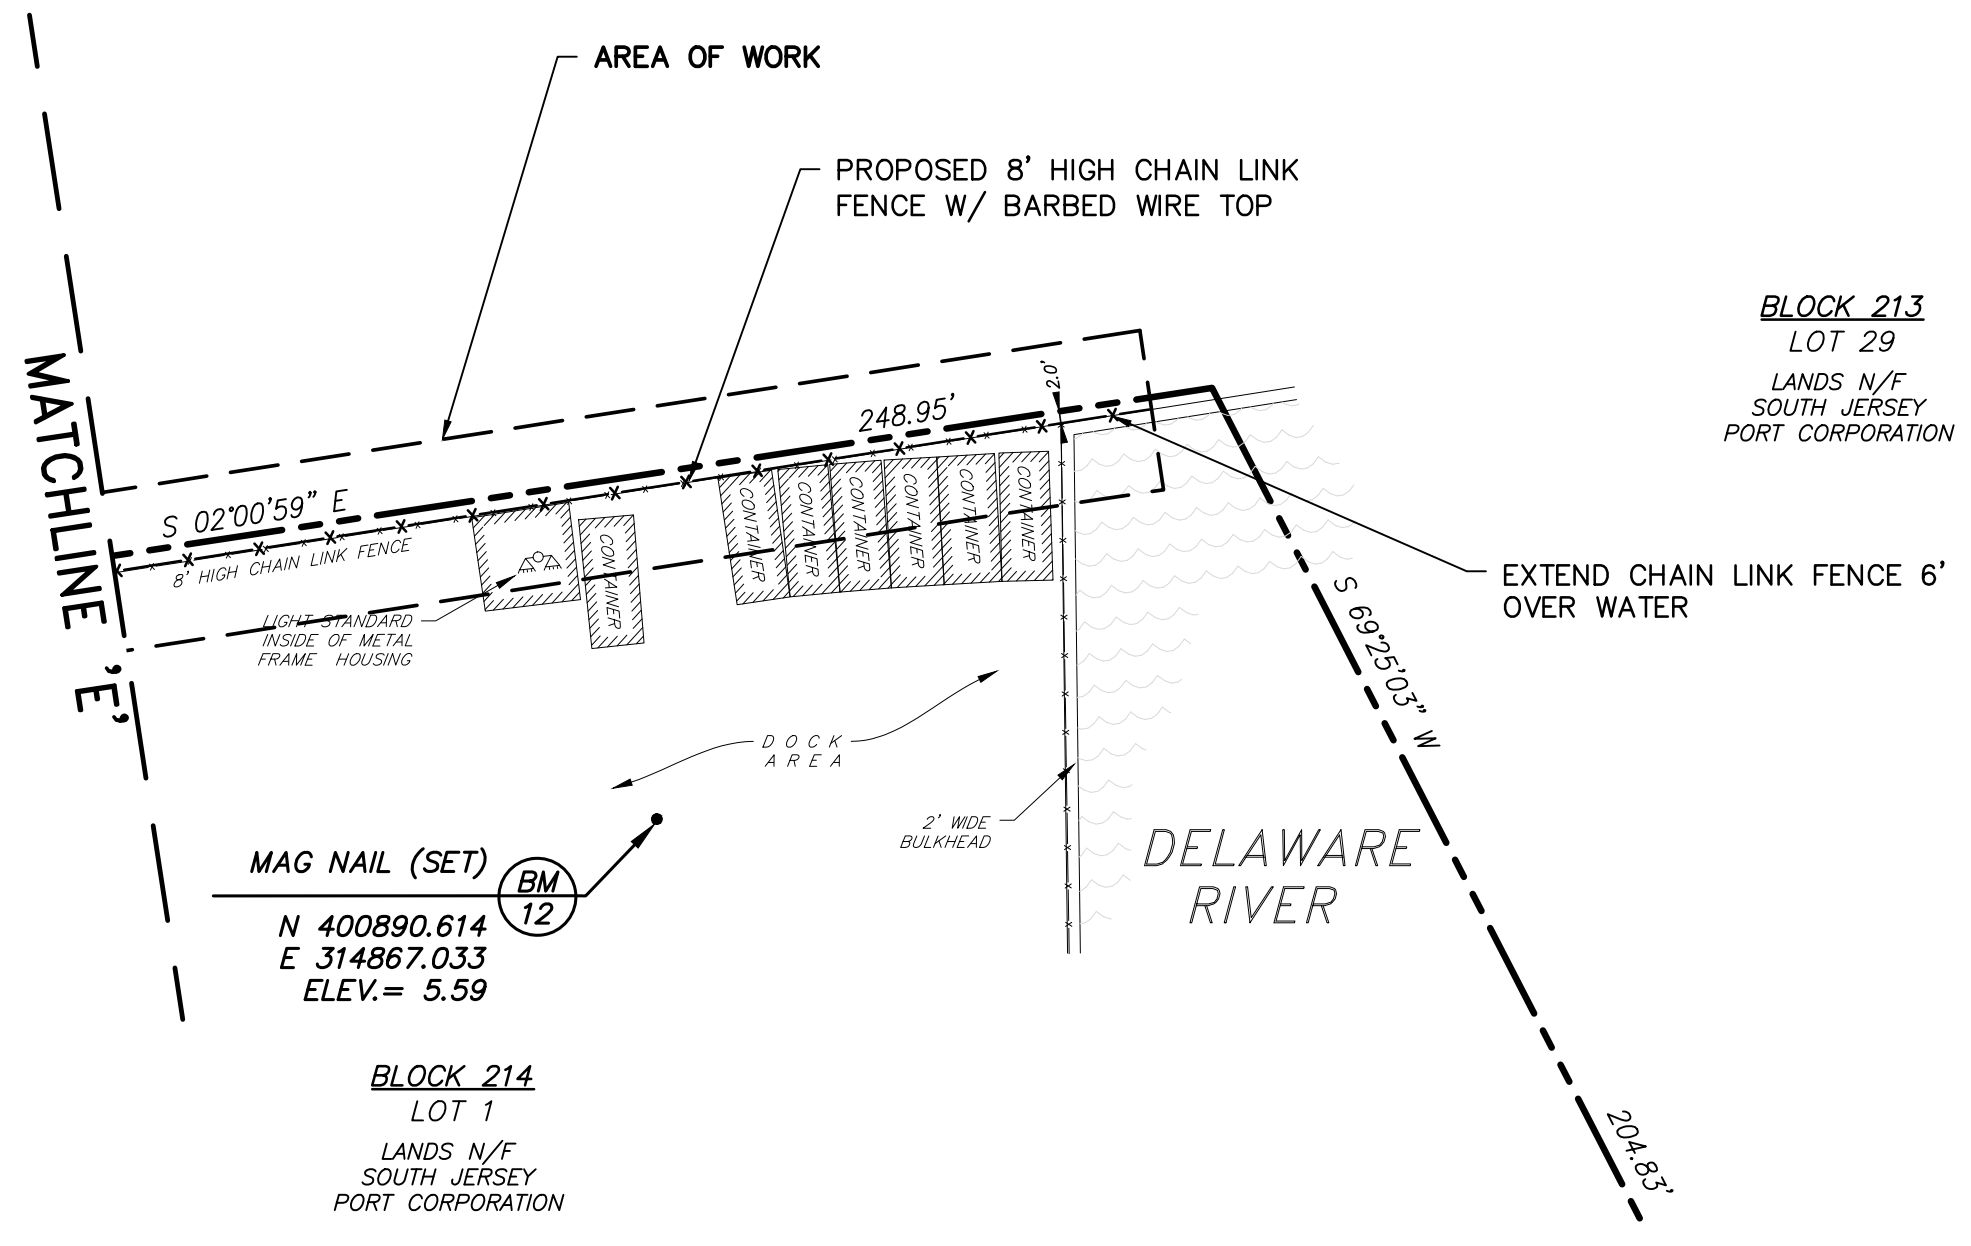 AREA OF WORK
PROPOSED 8' HIGH CHAIN LINK
FENCE W/ BARBED WIRE TOP
BLOCK 213
LOT 29
LANDS N/F
SOUTH JERSEY
PORT CORPORATION
MATCHLINE 'E'
2.0'
248.95'
S 02°00'59" E
8' HIGH CHAIN LINK FENCE
CONTAINER
CONTAINER
CONTAINER
CONTAINER
CONTAINER
CONTAINER
CONTAINER
LIGHT STANDARD
INSIDE OF METAL
FRAME HOUSING
EXTEND CHAIN LINK FENCE 6'
OVER WATER
S 69°25'03" W
DOCK
AREA
2' WIDE
BULKHEAD
DELAWARE
RIVER
MAG NAIL (SET)
BM
12
N 400890.614
E 314867.033
ELEV.= 5.59
BLOCK 214
LOT 1
LANDS N/F
SOUTH JERSEY
PORT CORPORATION
204.83'